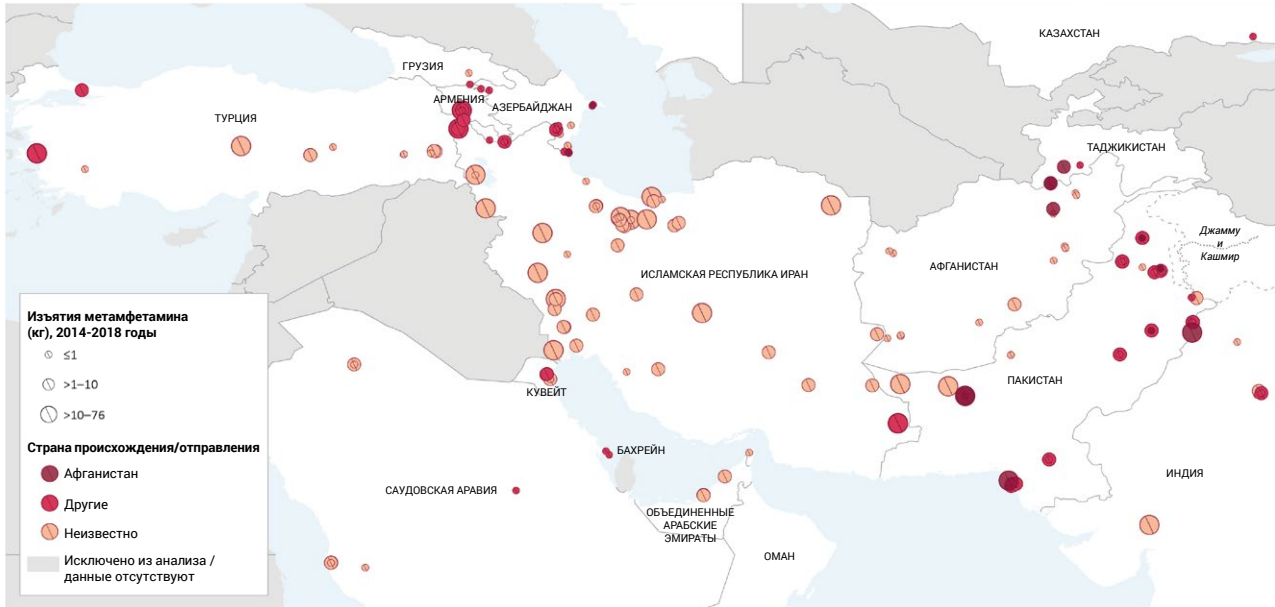 КАЗАХСТАН
ГРУЗИЯ
АРМЕНИЯ
АЗЕРБАЙДЖАН
ТУРЦИЯ
ТАДЖИКИСТАН
Джамму
и
Кашмир
ИСЛАМСКАЯ РЕСПУБЛИКА ИРАН
АФГАНИСТАН
ПАКИСТАН
КУВЕЙТ
БАХРЕЙН
САУДОВСКАЯ АРАВИЯ
ИНДИЯ
ОБЪЕДИНЕННЫЕ
АРАБСКИЕ
ЭМИРАТЫ
ОМАН
Изъятия метамфетамина
(кг), 2014-2018 годы
≤1
>1–10
>10–76
Страна происхождения/отправления
Афганистан
Другие
Неизвестно
Исключено из анализа /
данные отсутствуют